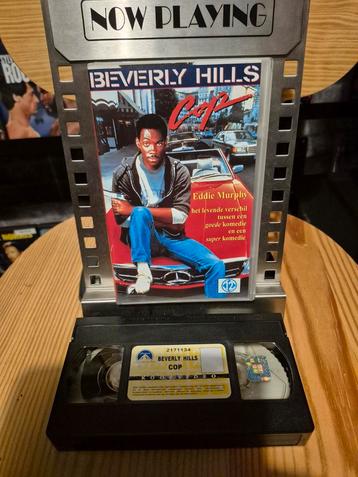 NOW PLAYING
BEVERLY HILLS
Cop
Eddie Murphy
het levende verschil
tussen een
goede komedie
en een
super komedie
12
2171134
BEVERLY HILLS
COP